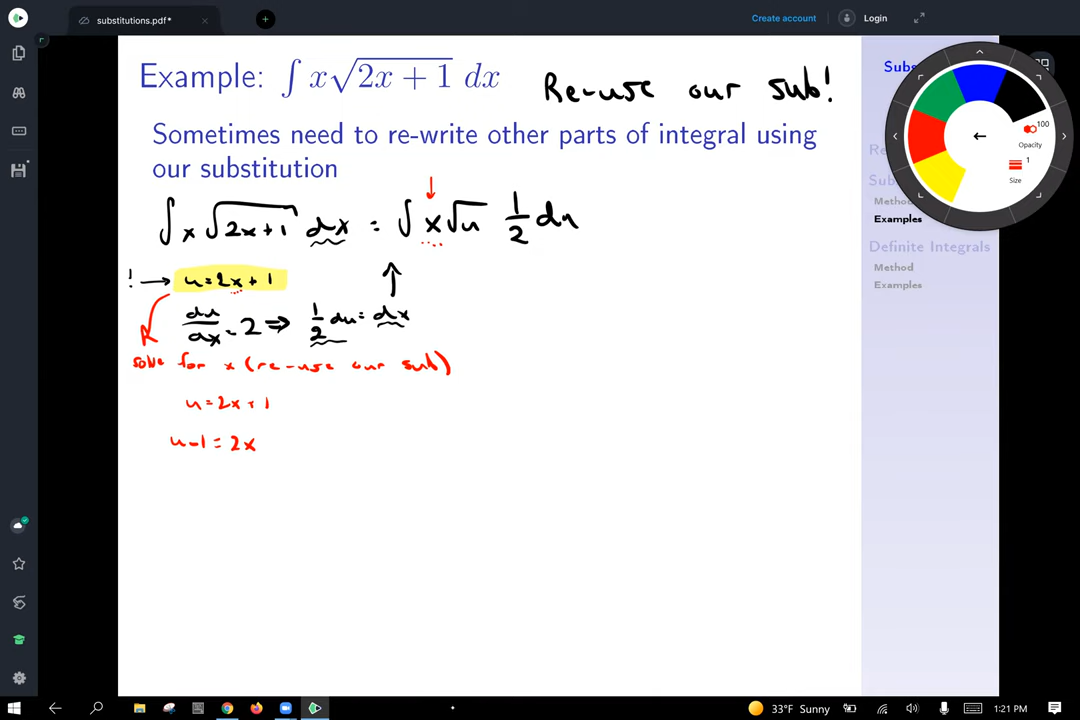 substitutions.pdf*
Create account
Login
Example: ∫ x√(2x + 1) dx
Re-use our sub!
Subs
Sometimes need to re-write other parts of integral using
our substitution
100
Opacity
1
Size
Examples
Definite Integrals
Method
Examples
∫ x √(2x+1) dx = ∫ x √u 1/2 du
! → u = 2x + 1
du/dx = 2 ⇒ 1/2 du = dx
solve for x (re-use our sub)
u = 2x + 1
u-1 = 2x
33°F Sunny
1:21 PM